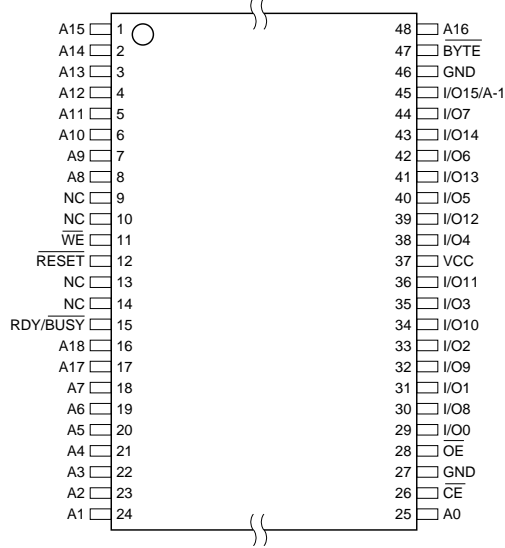 A15 1 48 A16
A14 2 47 BYTE
A13 3 46 GND
A12 4 45 I/O15/A-1
A11 5 44 I/O7
A10 6 43 I/O14
A9 7 42 I/O6
A8 8 41 I/O13
NC 9 40 I/O5
NC 10 39 I/O12
WE 11 38 I/O4
RESET 12 37 VCC
NC 13 36 I/O11
NC 14 35 I/O3
RDY/BUSY 15 34 I/O10
A18 16 33 I/O2
A17 17 32 I/O9
A7 18 31 I/O1
A6 19 30 I/O8
A5 20 29 I/O0
A4 21 28 OE
A3 22 27 GND
A2 23 26 CE
A1 24 25 A0